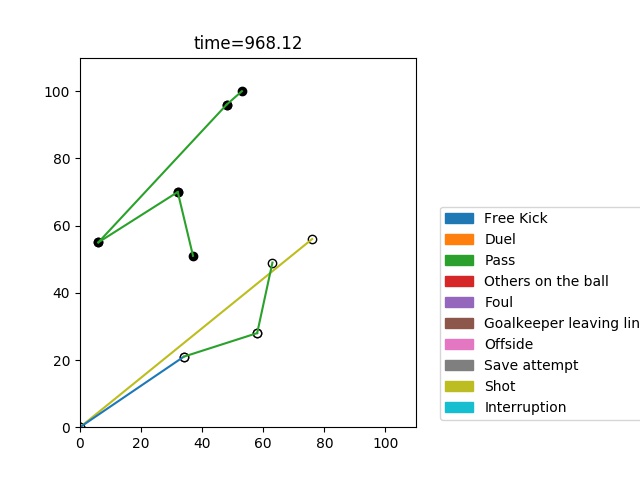 time=968.12
100
80
60
40
20
0
0 20 40 60 80 100
Free Kick
Duel
Pass
Others on the ball
Foul
Goalkeeper leaving lin
Offside
Save attempt
Shot
Interruption